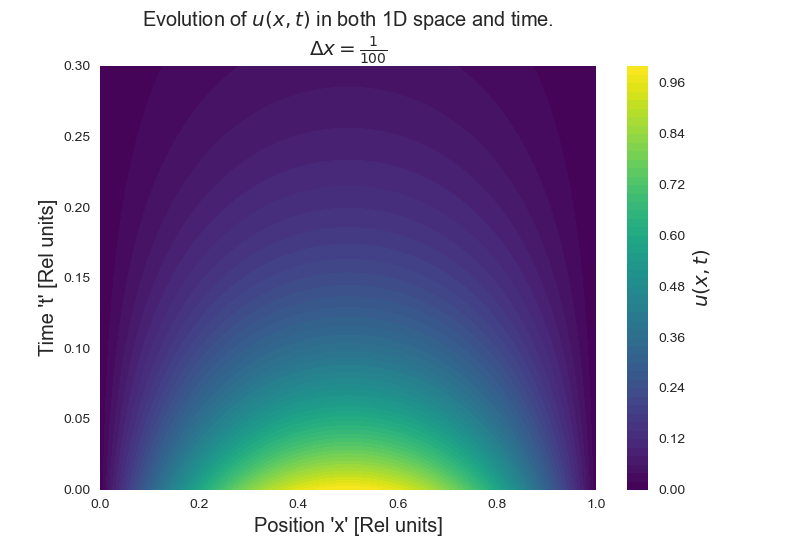 Evolution of u(x, t) in both 1D space and time.
Δx = 1/100
0.30
0.25
0.20
0.15
0.10
0.05
0.00
Time 't' [Rel units]
0.0 0.2 0.4 0.6 0.8 1.0
Position 'x' [Rel units]
0.96
0.84
0.72
0.60
0.48
0.36
0.24
0.12
0.00
u(x, t)